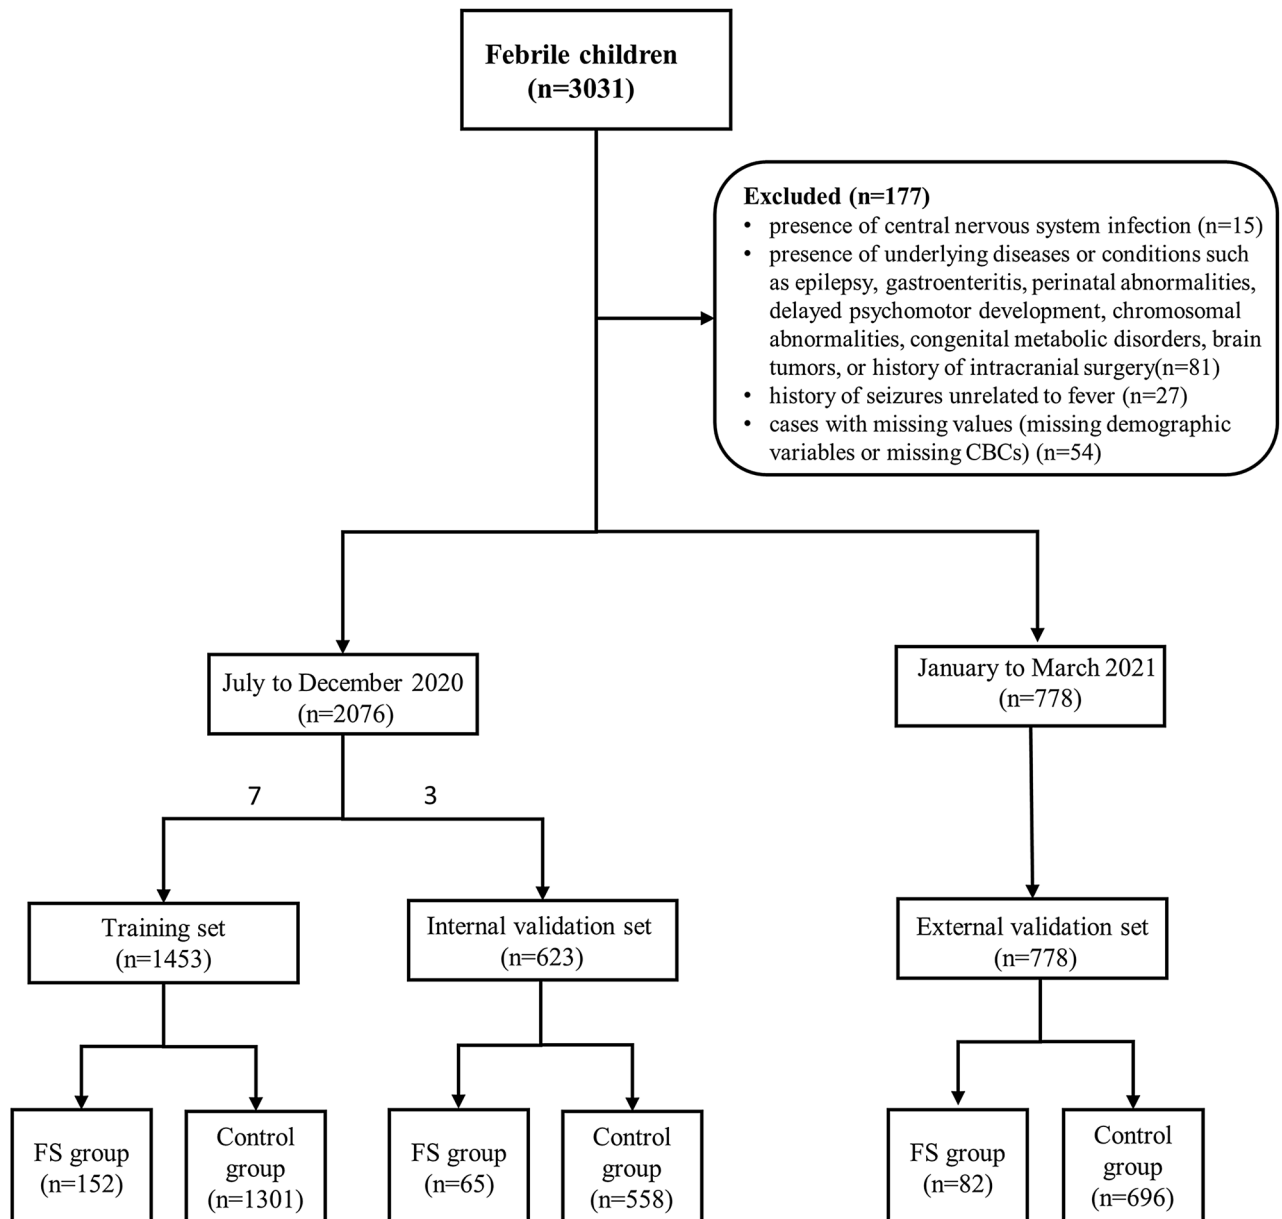 Febrile children
(n=3031)
Excluded (n=177)
• presence of central nervous system infection (n=15)
• presence of underlying diseases or conditions such
as epilepsy, gastroenteritis, perinatal abnormalities,
delayed psychomotor development, chromosomal
abnormalities, congenital metabolic disorders, brain
tumors, or history of intracranial surgery(n=81)
• history of seizures unrelated to fever (n=27)
• cases with missing values (missing demographic
variables or missing CBCs) (n=54)
July to December 2020
(n=2076)
January to March 2021
(n=778)
7
3
Training set
(n=1453)
Internal validation set
(n=623)
External validation set
(n=778)
FS group
(n=152)
Control
group
(n=1301)
FS group
(n=65)
Control
group
(n=558)
FS group
(n=82)
Control
group
(n=696)